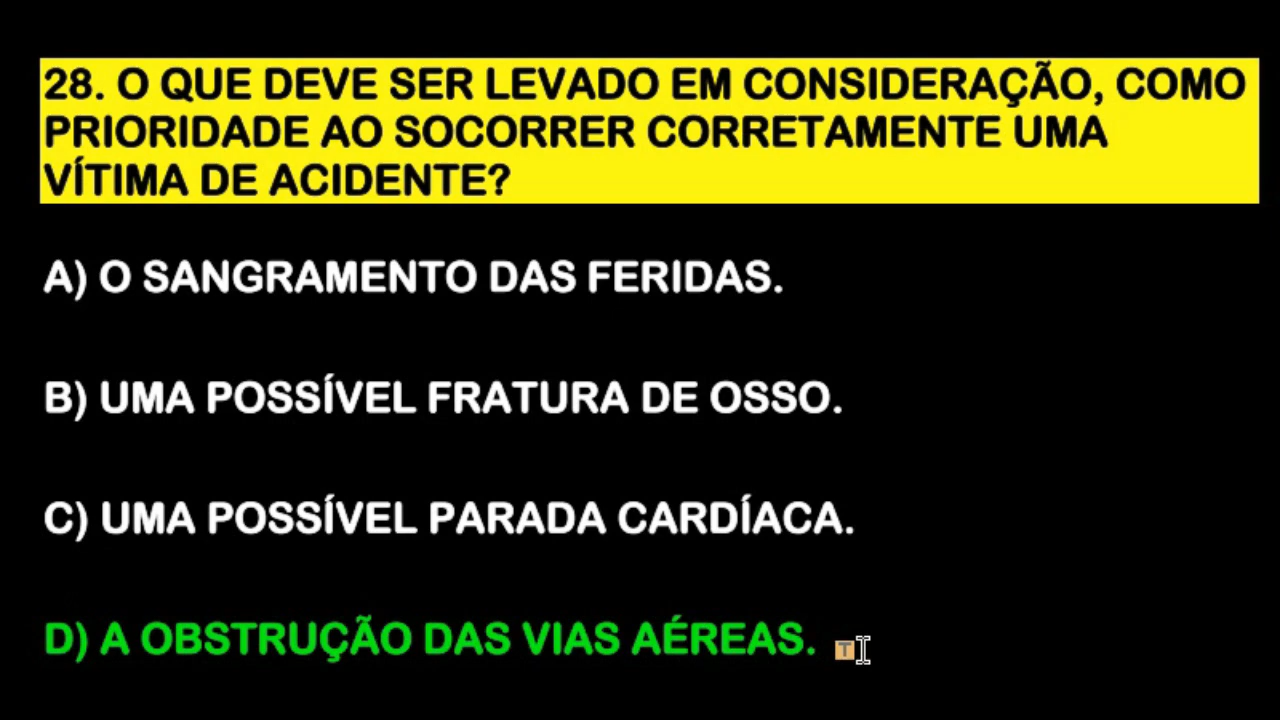 28. O QUE DEVE SER LEVADO EM CONSIDERAÇÃO, COMO
PRIORIDADE AO SOCORRER CORRETAMENTE UMA
VÍTIMA DE ACIDENTE?
A) O SANGRAMENTO DAS FERIDAS.
B) UMA POSSÍVEL FRATURA DE OSSO.
C) UMA POSSÍVEL PARADA CARDÍACA.
D) A OBSTRUÇÃO DAS VIAS AÉREAS. T